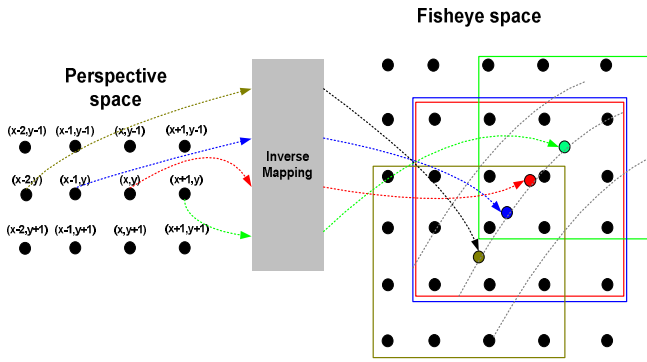 Fisheye space
Perspective
space
(x-2,y-1) (x-1,y-1) (x,y-1) (x+1,y-1)
Inverse
Mapping
(x-2,y) (x-1,y) (x,y) (x+1,y)
(x-2,y+1) (x-1,y+1) (x,y+1) (x+1,y+1)